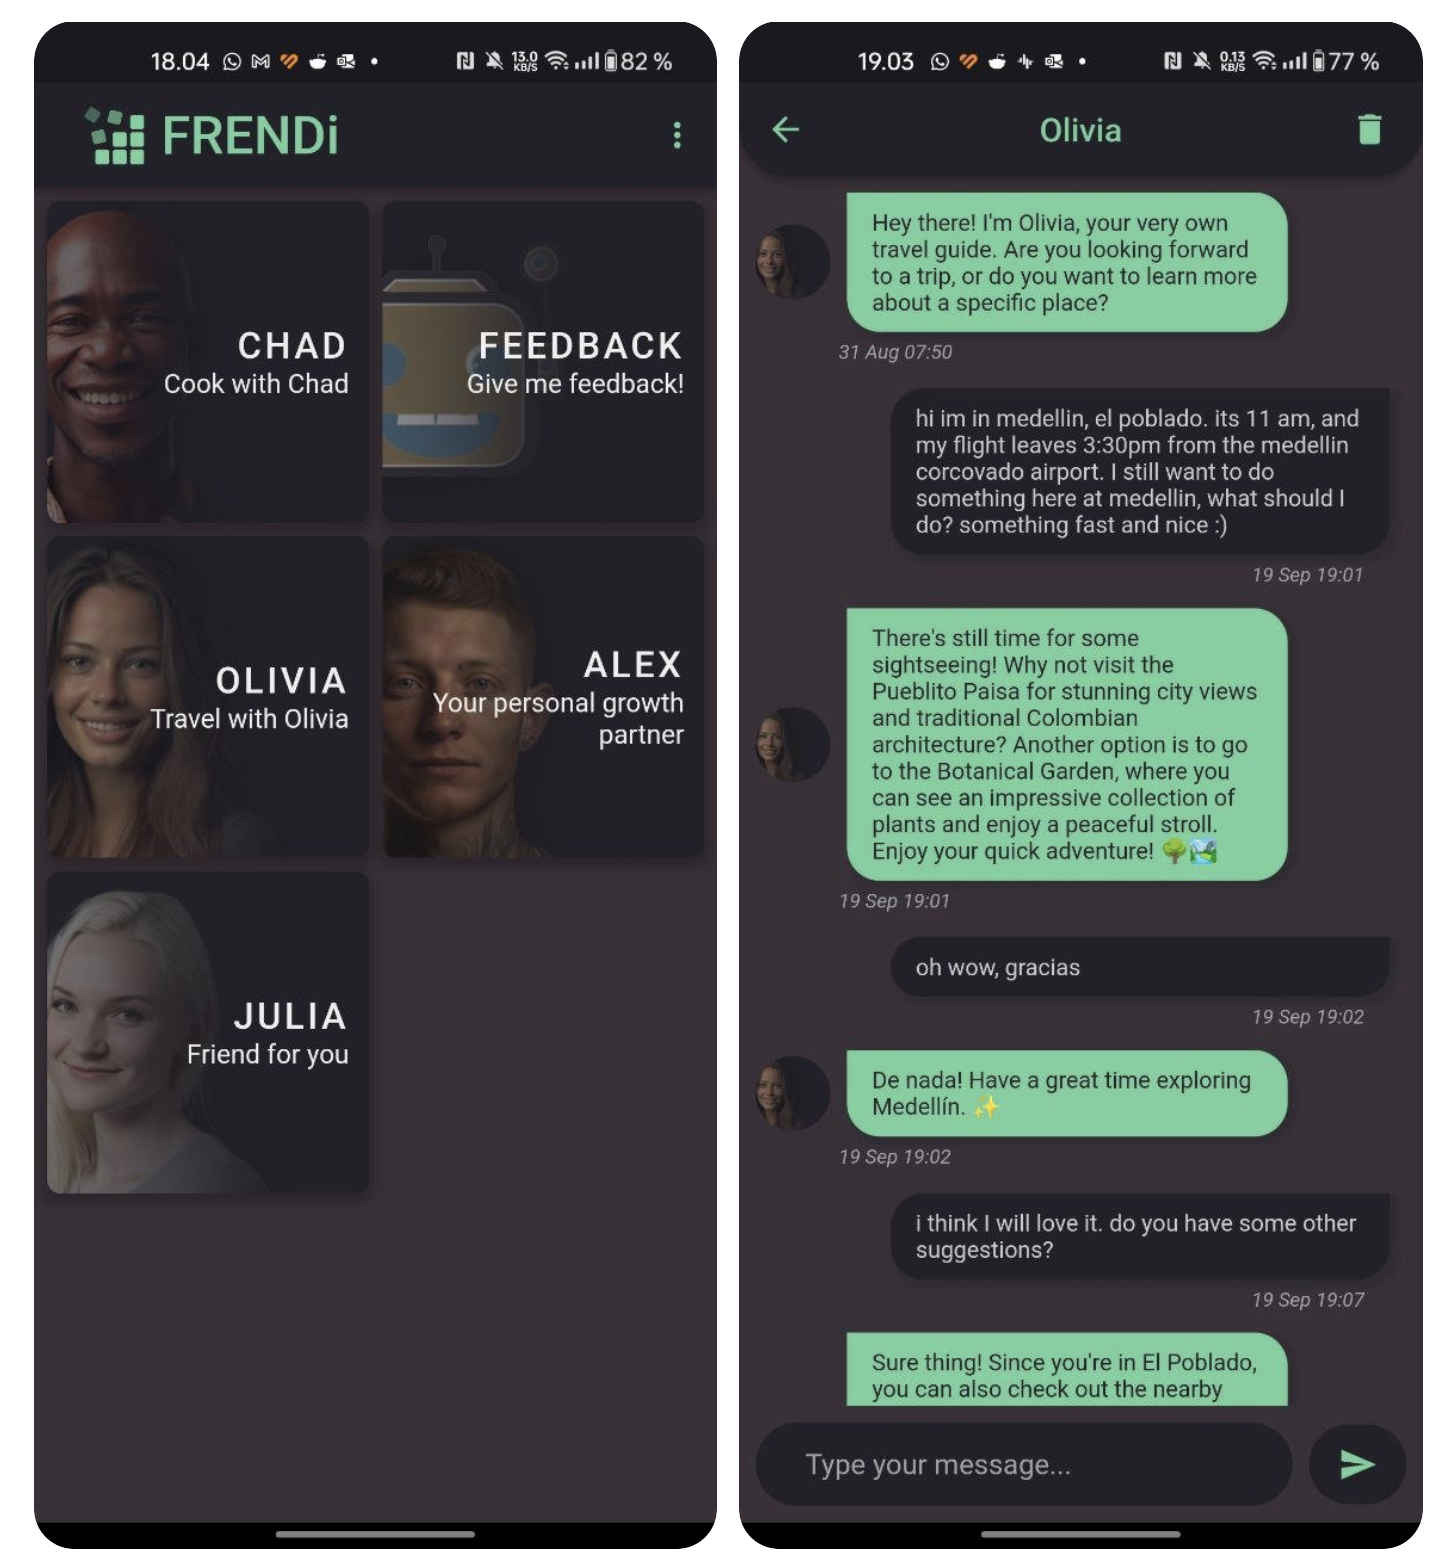 18.04
13.0
KB/S
82 %
FRENDi
CHAD
Cook with Chad
FEEDBACK
Give me feedback!
OLIVIA
Travel with Olivia
ALEX
Your personal growth
partner
JULIA
Friend for you
19.03
0.13
KB/S
77 %
Olivia
Hey there! I'm Olivia, your very own
travel guide. Are you looking forward
to a trip, or do you want to learn more
about a specific place?
31 Aug 07:50
hi im in medellin, el poblado. its 11 am, and
my flight leaves 3:30pm from the medellin
corcovado airport. I still want to do
something here at medellin, what should I
do? something fast and nice :)
19 Sep 19:01
There's still time for some
sightseeing! Why not visit the
Pueblito Paisa for stunning city views
and traditional Colombian
architecture? Another option is to go
to the Botanical Garden, where you
can see an impressive collection of
plants and enjoy a peaceful stroll.
Enjoy your quick adventure! 🌳🏞️
19 Sep 19:01
oh wow, gracias
19 Sep 19:02
De nada! Have a great time exploring
Medellín. ✨
19 Sep 19:02
i think I will love it. do you have some other
suggestions?
19 Sep 19:07
Sure thing! Since you're in El Poblado,
you can also check out the nearby
Type your message...